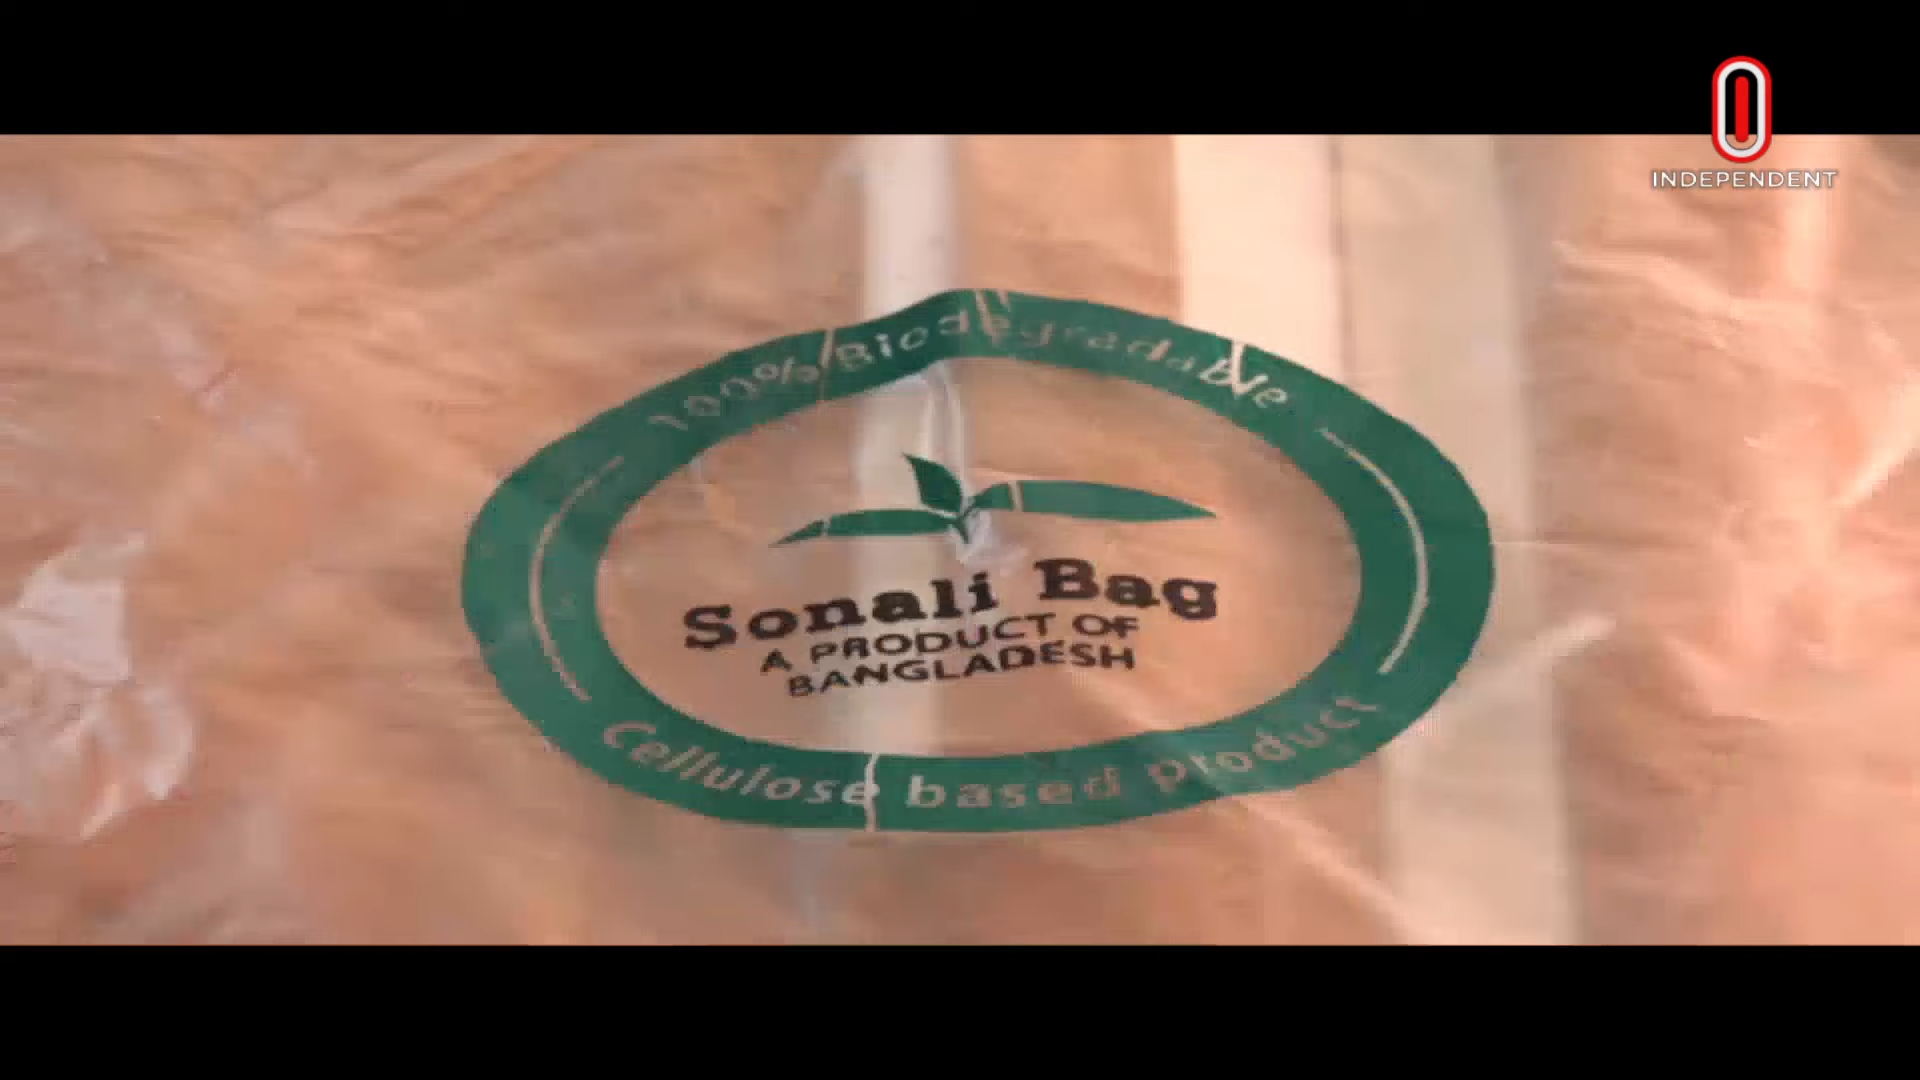 INDEPENDENT
100% Biodegradable
Sonali Bag
A PRODUCT OF
BANGLADESH
Cellulose based product